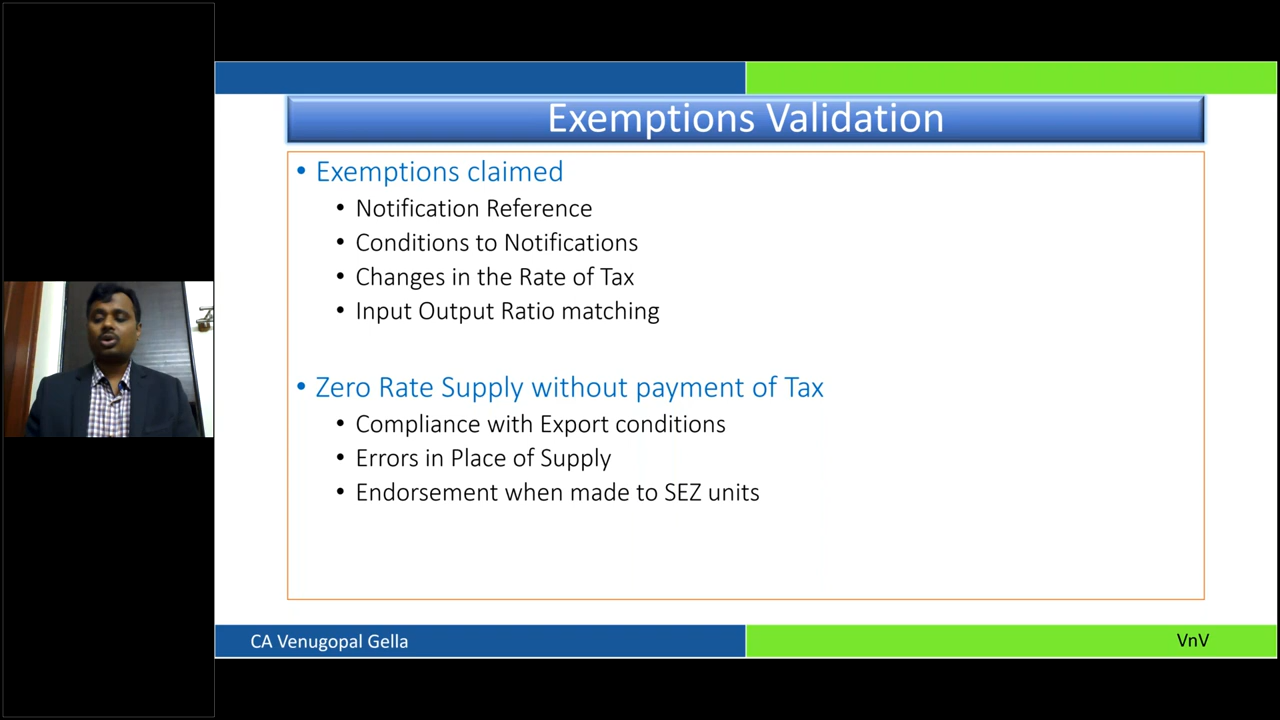 Exemptions Validation
• Exemptions claimed
• Notification Reference
• Conditions to Notifications
• Changes in the Rate of Tax
• Input Output Ratio matching
• Zero Rate Supply without payment of Tax
• Compliance with Export conditions
• Errors in Place of Supply
• Endorsement when made to SEZ units
CA Venugopal Gella
VnV